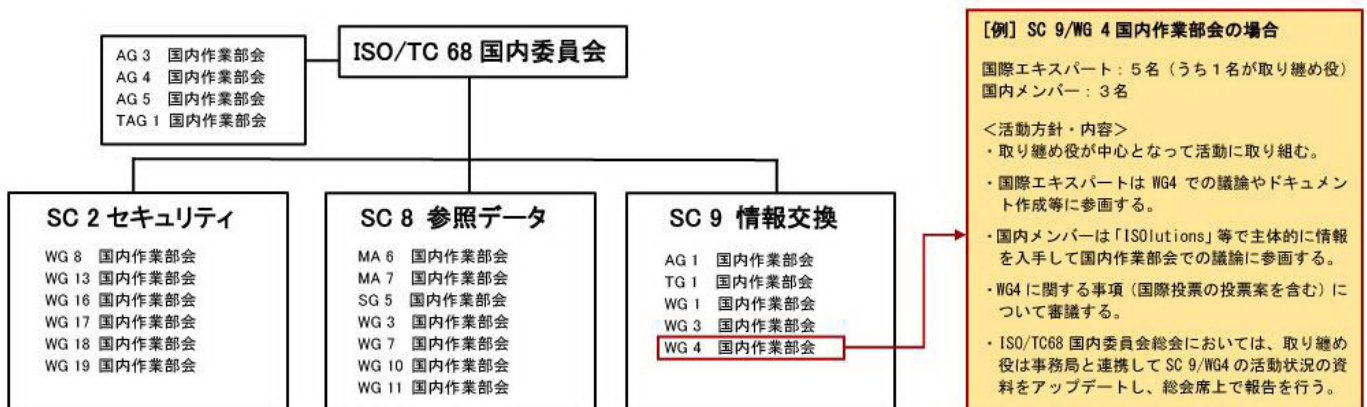 ISO/TC 68 国内委員会
AG 3 国内作業部会
AG 4 国内作業部会
AG 5 国内作業部会
TAG 1 国内作業部会
SC 2 セキュリティ
WG 8 国内作業部会
WG 13 国内作業部会
WG 16 国内作業部会
WG 17 国内作業部会
WG 18 国内作業部会
WG 19 国内作業部会
SC 8 参照データ
MA 6 国内作業部会
MA 7 国内作業部会
SG 5 国内作業部会
WG 3 国内作業部会
WG 7 国内作業部会
WG 10 国内作業部会
WG 11 国内作業部会
SC 9 情報交換
AG 1 国内作業部会
TG 1 国内作業部会
WG 1 国内作業部会
WG 3 国内作業部会
WG 4 国内作業部会
[例] SC 9/WG 4 国内作業部会の場合
国際エキスパート：５名（うち１名が取り纏め役）
国内メンバー：３名
＜活動方針・内容＞
・取り纏め役が中心となって活動に取り組む。
・国際エキスパートは WG4 での議論やドキュメン
ト作成等に参画する。
・国内メンバーは「ISOlutions」等で主体的に情報
を入手して国内作業部会での議論に参画する。
・WG4 に関する事項（国際投票の投票案を含む）に
ついて審議する。
・ISO/TC68 国内委員会総会においては、取り纏め
役は事務局と連携して SC 9/WG4 の活動状況の資
料をアップデートし、総会席上で報告を行う。